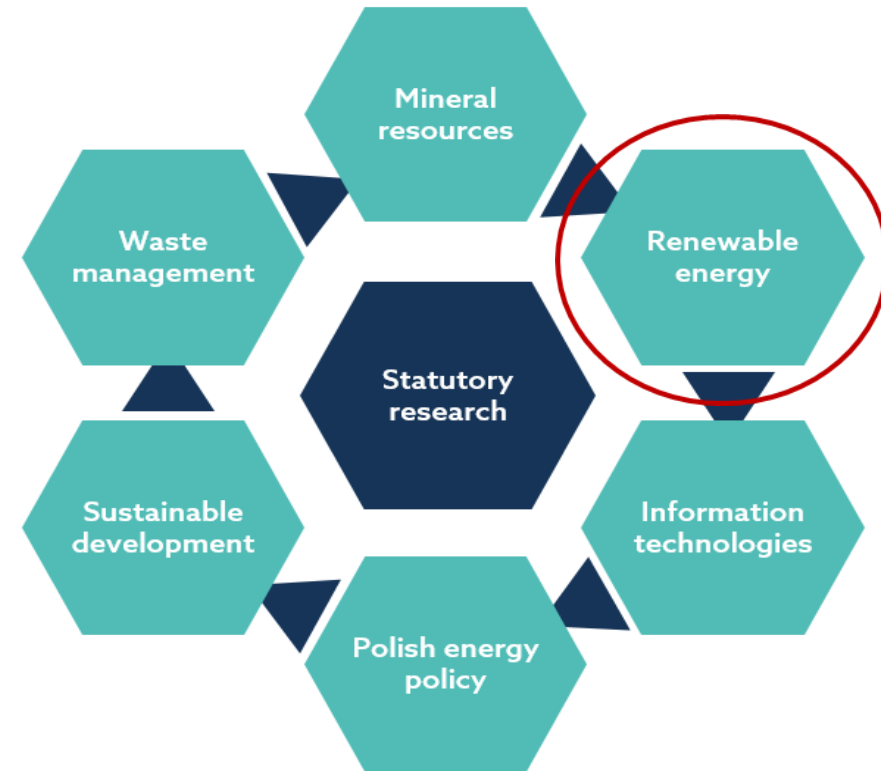 Mineral
resources
Renewable
energy
Information
technologies
Polish energy
policy
Sustainable
development
Waste
management
Statutory
research